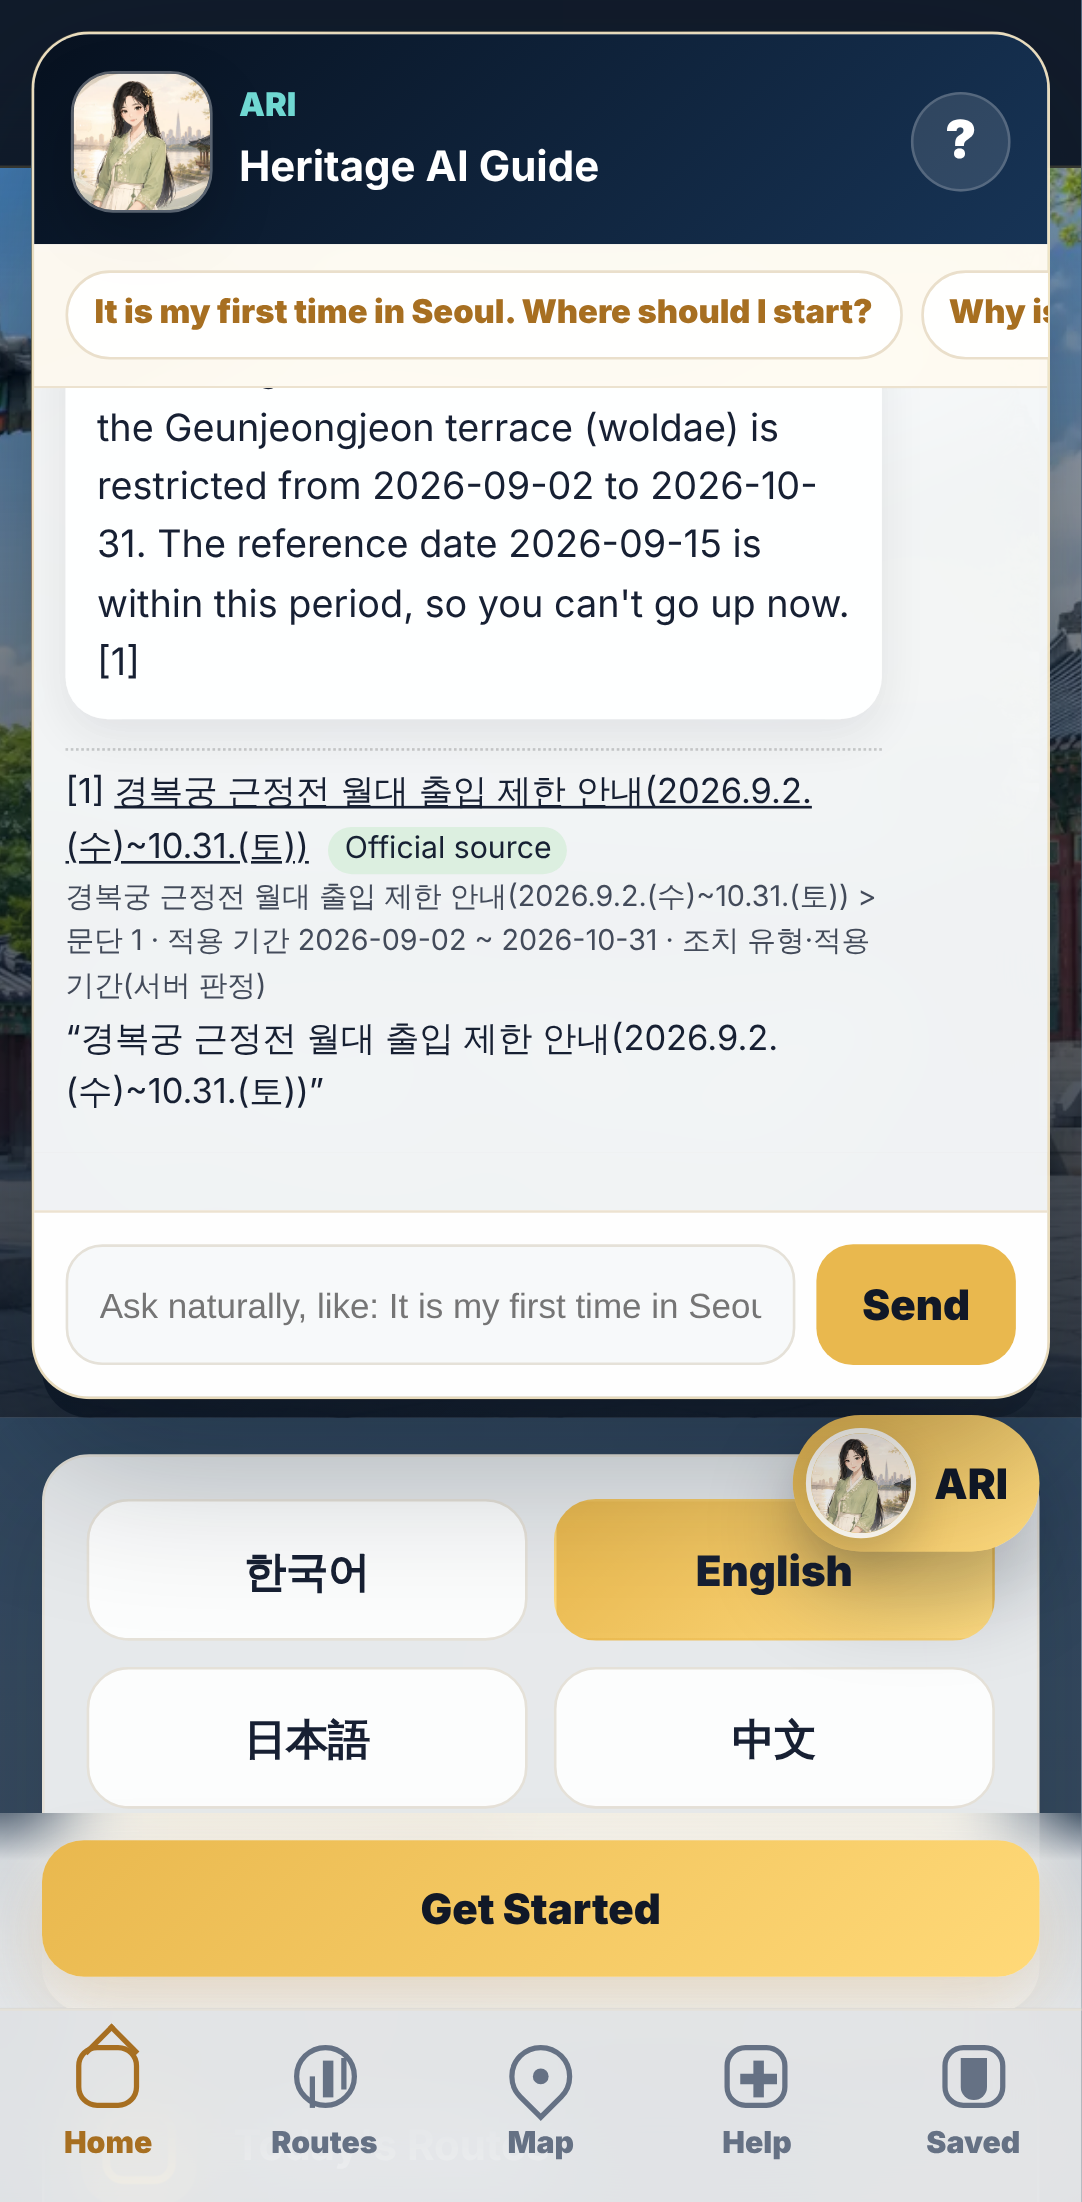 ARI
Heritage AI Guide
?
It is my first time in Seoul. Where should I start?
Why is
the Geunjeongjeon terrace (woldae) is
restricted from 2026-09-02 to 2026-10-
31. The reference date 2026-09-15 is
within this period, so you can't go up now.
[1]
[1] 경복궁 근정전 월대 출입 제한 안내(2026.9.2.
(수)~10.31.(토)) Official source
경복궁 근정전 월대 출입 제한 안내(2026.9.2.(수)~10.31.(토)) >
문단 1 · 적용 기간 2026-09-02 ~ 2026-10-31 · 조치 유형·적용
기간(서버 판정)
“경복궁 근정전 월대 출입 제한 안내(2026.9.2.
(수)~10.31.(토))”
Ask naturally, like: It is my first time in Seou
Send
ARI
한국어
English
日本語
中文
Get Started
Today's Routes
Home
Routes
Map
Help
Saved